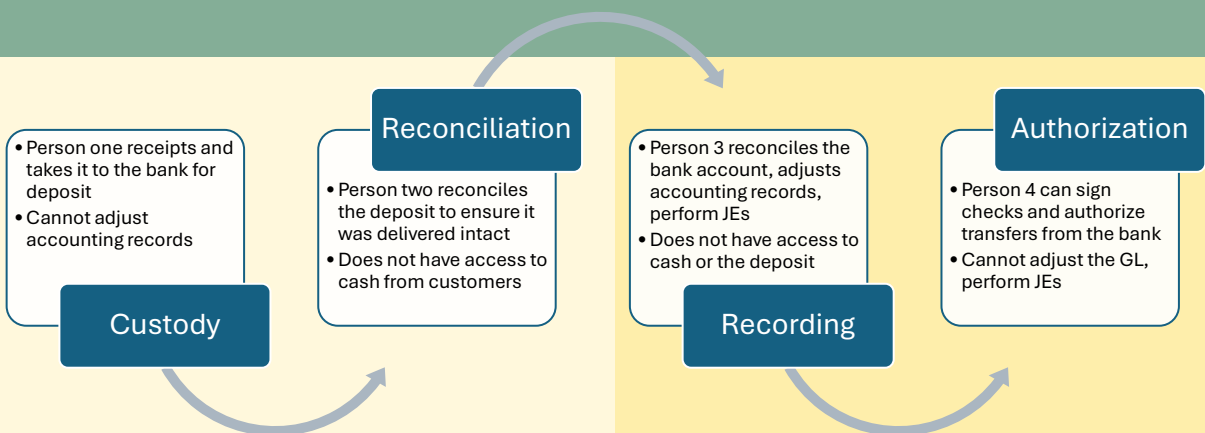 • Person one receipts and
takes it to the bank for
deposit
• Cannot adjust
accounting records
Custody
Reconciliation
• Person two reconciles
the deposit to ensure it
was delivered intact
• Does not have access to
cash from customers
• Person 3 reconciles the
bank account, adjusts
accounting records,
perform JEs
• Does not have access to
cash or the deposit
Recording
Authorization
• Person 4 can sign
checks and authorize
transfers from the bank
• Cannot adjust the GL,
perform JEs